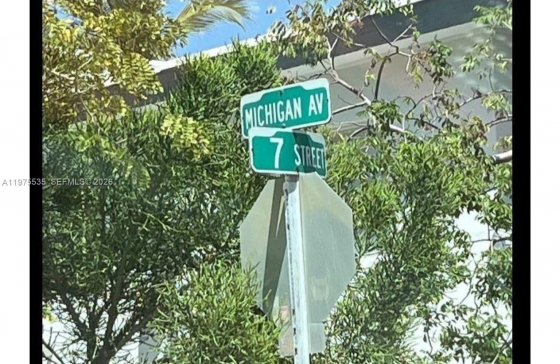 MICHIGAN AV
7 STREET
A11975535 SEFMLS 2026